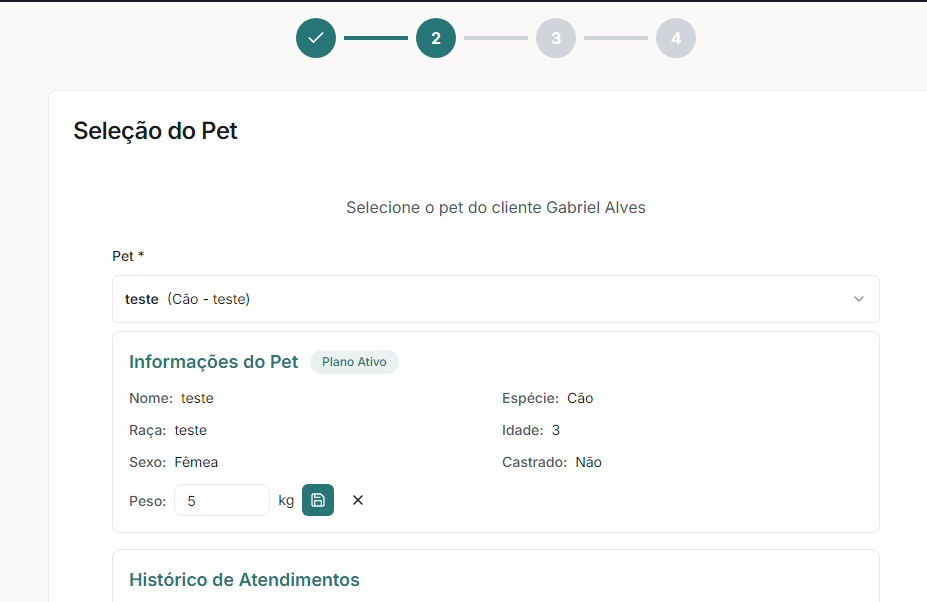 2
3
4
Seleção do Pet
Selecione o pet do cliente Gabriel Alves
Pet *
teste (Cão - teste)
Informações do Pet Plano Ativo
Nome: teste Espécie: Cão
Raça: teste Idade: 3
Sexo: Fêmea Castrado: Não
Peso: 5 kg
Histórico de Atendimentos